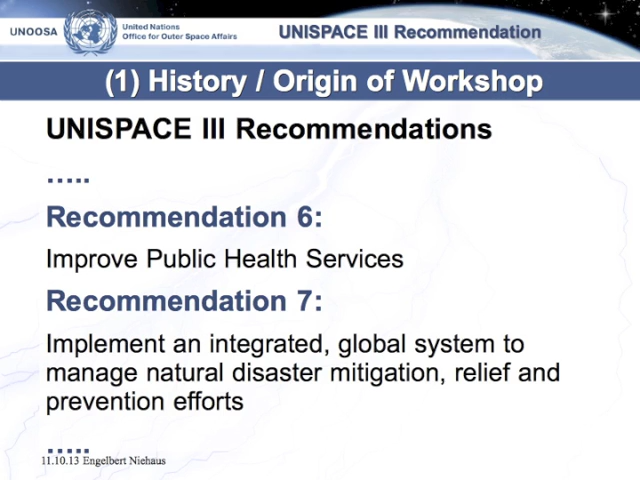 UNOOSA
United Nations
Office for Outer Space Affairs
UNISPACE III Recommendation
(1) History / Origin of Workshop
UNISPACE III Recommendations
.....
Recommendation 6:
Improve Public Health Services
Recommendation 7:
Implement an integrated, global system to
manage natural disaster mitigation, relief and
prevention efforts
.....
11.10.13 Engelbert Niehaus